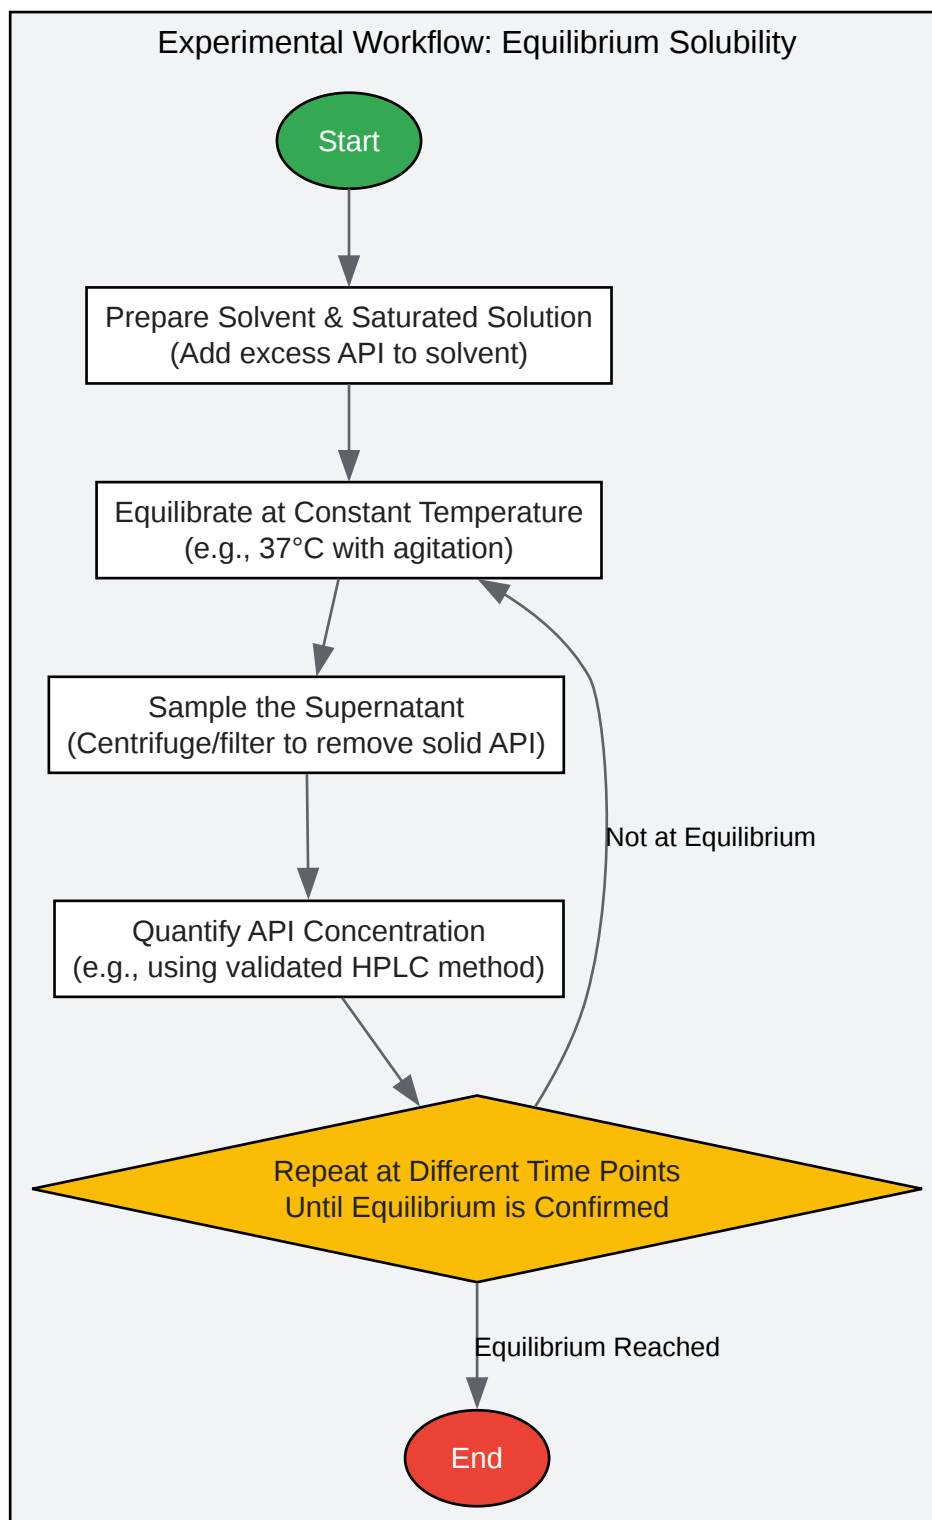 Experimental Workflow: Equilibrium Solubility
Start
Prepare Solvent & Saturated Solution
(Add excess API to solvent)
Equilibrate at Constant Temperature
(e.g., 37°C with agitation)
Sample the Supernatant
(Centrifuge/filter to remove solid API)
Not at Equilibrium
Quantify API Concentration
(e.g., using validated HPLC method)
Repeat at Different Time Points
Until Equilibrium is Confirmed
Equilibrium Reached
End